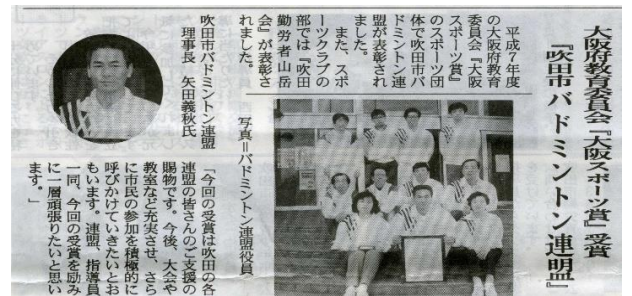 大阪府教育委員会『大阪スポーツ賞』受賞
『吹田市バドミントン連盟』
平成７年度
の大阪府教育
委員会『大阪
スポーツ賞』
のスポーツ団
体で吹田市バ
ドミントン連
盟が表彰され
ました。
また、スポ
ーツクラブの
部では『吹田
勤労者山岳
会』が表彰さ
れました。
写真＝バドミントン連盟役員
吹田市バドミントン連盟
理事長　矢田義秋氏
「今回の受賞は吹田の各
連盟の皆さんのご支援の
賜物です。今後、大会や
教室など充実させ、さら
に市民の参加を積極的に
呼びかけていきたいとお
もいます。連盟、指導員
一同、今回の受賞を励み
に一層頑張りたいと思い
ます。」